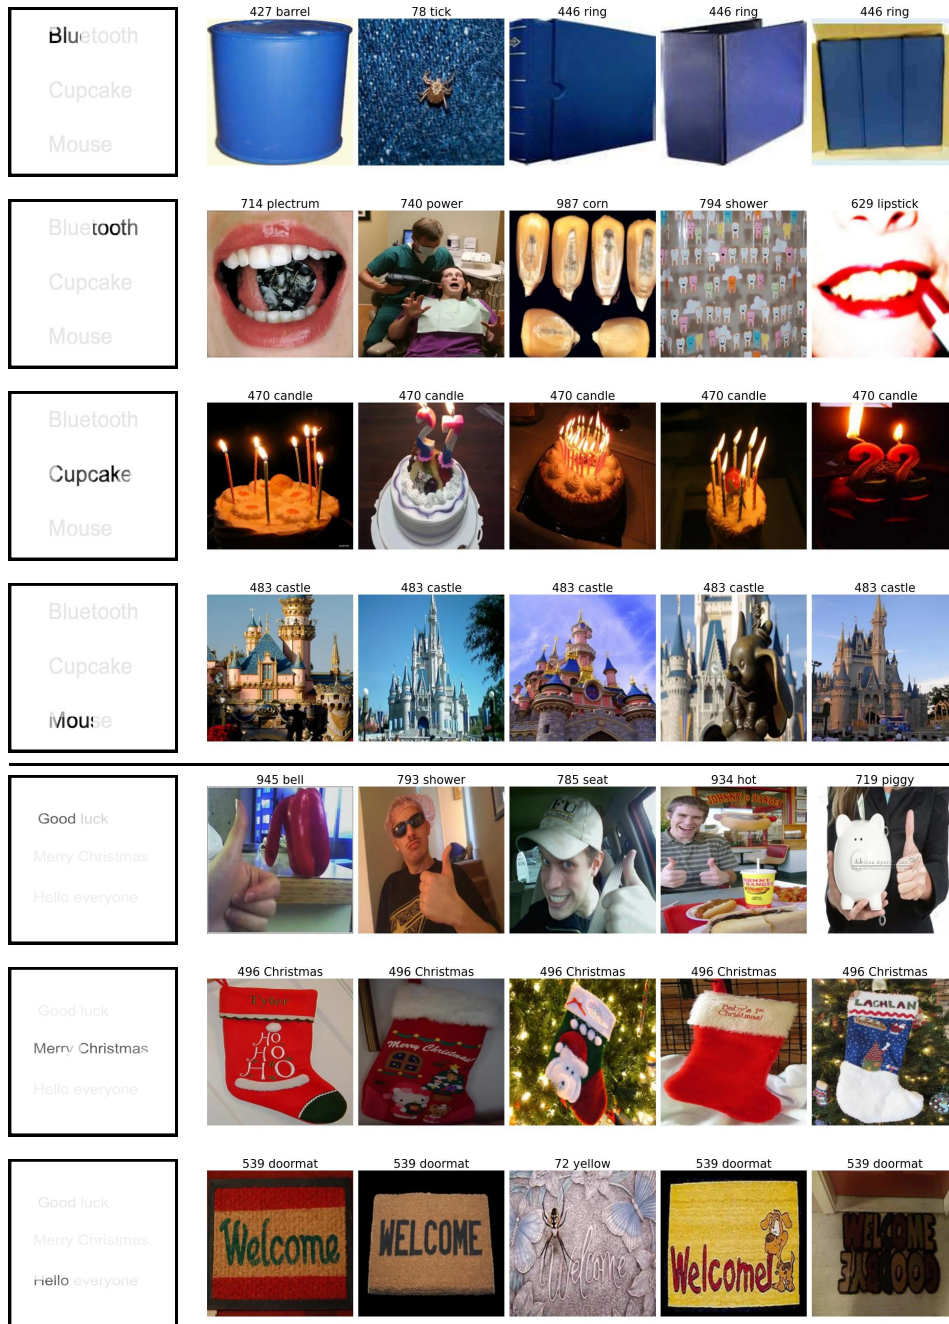 427 barrel 78 tick 446 ring 446 ring 446 ring
Bluetooth
Cupcake
Mouse
714 plectrum 740 power 987 corn 794 shower 629 lipstick
Bluetooth
Cupcake
Mouse
470 candle 470 candle 470 candle 470 candle 470 candle
Bluetooth
Cupcake
Mouse
483 castle 483 castle 483 castle 483 castle 483 castle
Bluetooth
Cupcake
Mouse
945 bell 793 shower 785 seat 934 hot 719 piggy
Good luck
Merry Christmas
Hello everyone
496 Christmas 496 Christmas 496 Christmas 496 Christmas 496 Christmas
Good luck
Merry Christmas
Hello everyone
HO
HO
HO
Merry Christmas
Baby's 1st
Christmas!
LACHLAN
539 doormat 539 doormat 72 yellow 539 doormat 539 doormat
Good luck
Merry Christmas
Hello everyone
Welcome
WELCOME
Welcome
Welcome!
WELCOME
GOODBYE